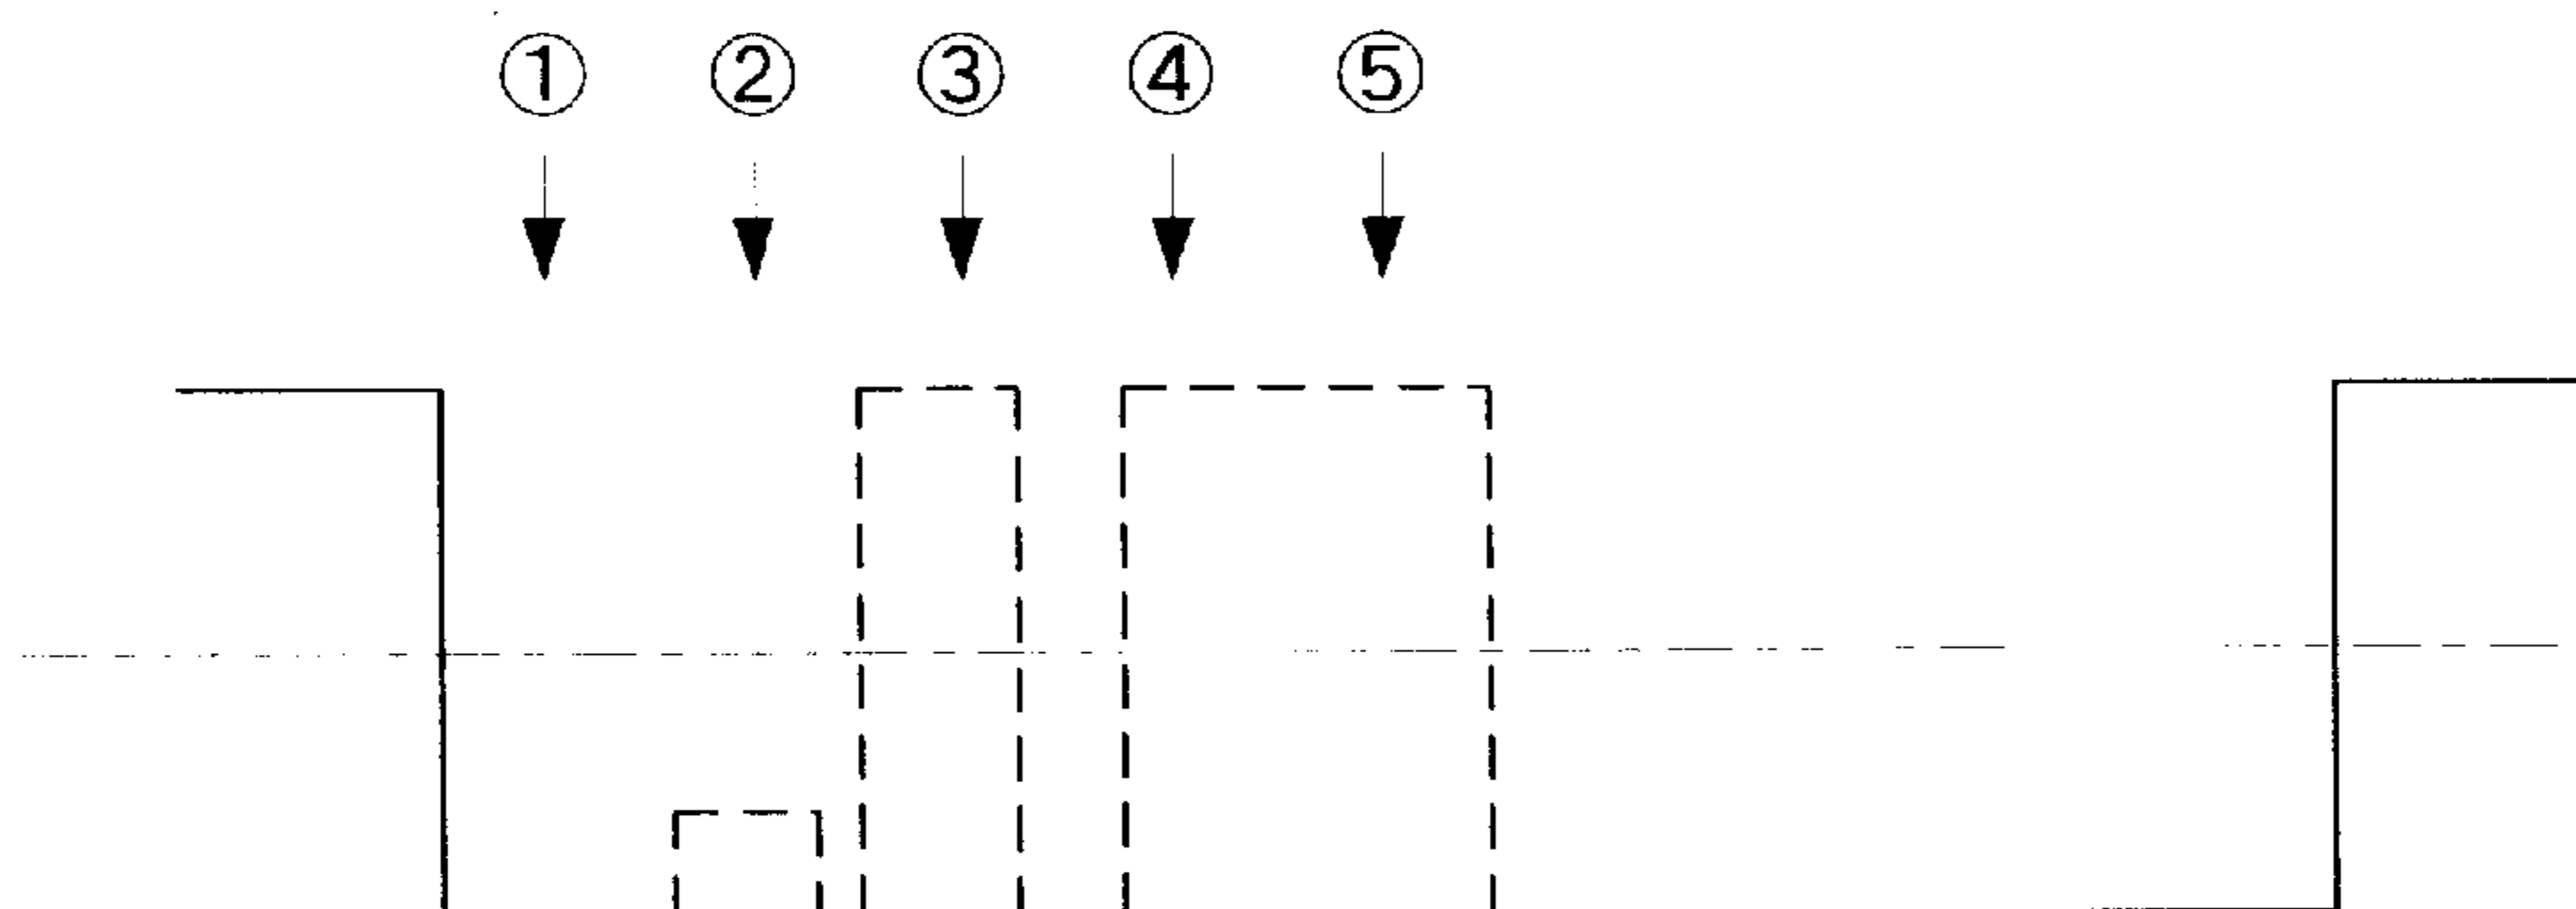 ① ② ③ ④ ⑤